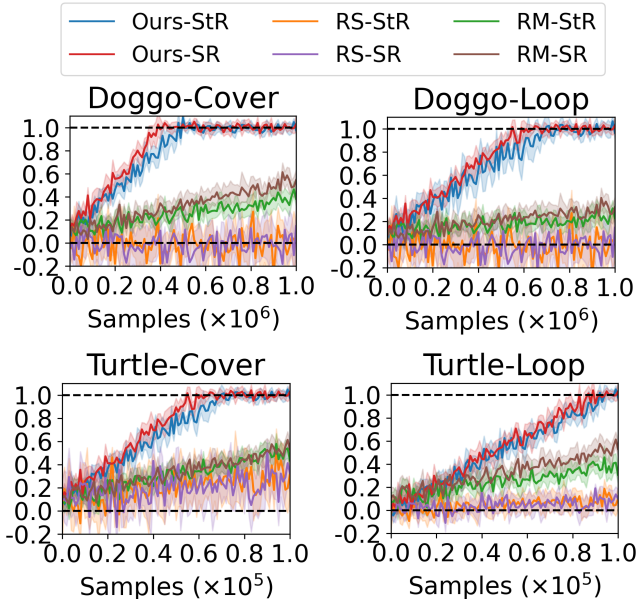 Ours-StR RS-StR RM-StR
Ours-SR RS-SR RM-SR
Doggo-Cover Doggo-Loop
1.0 1.0
0.8 0.8
0.6 0.6
0.4 0.4
0.2 0.2
0.0 0.0
-0.2 -0.2
0.0 0.2 0.4 0.6 0.8 1.0 0.0 0.2 0.4 0.6 0.8 1.0
Samples (×10⁶) Samples (×10⁶)
Turtle-Cover Turtle-Loop
1.0 1.0
0.8 0.8
0.6 0.6
0.4 0.4
0.2 0.2
0.0 0.0
-0.2 -0.2
0.0 0.2 0.4 0.6 0.8 1.0 0.0 0.2 0.4 0.6 0.8 1.0
Samples (×10⁵) Samples (×10⁵)